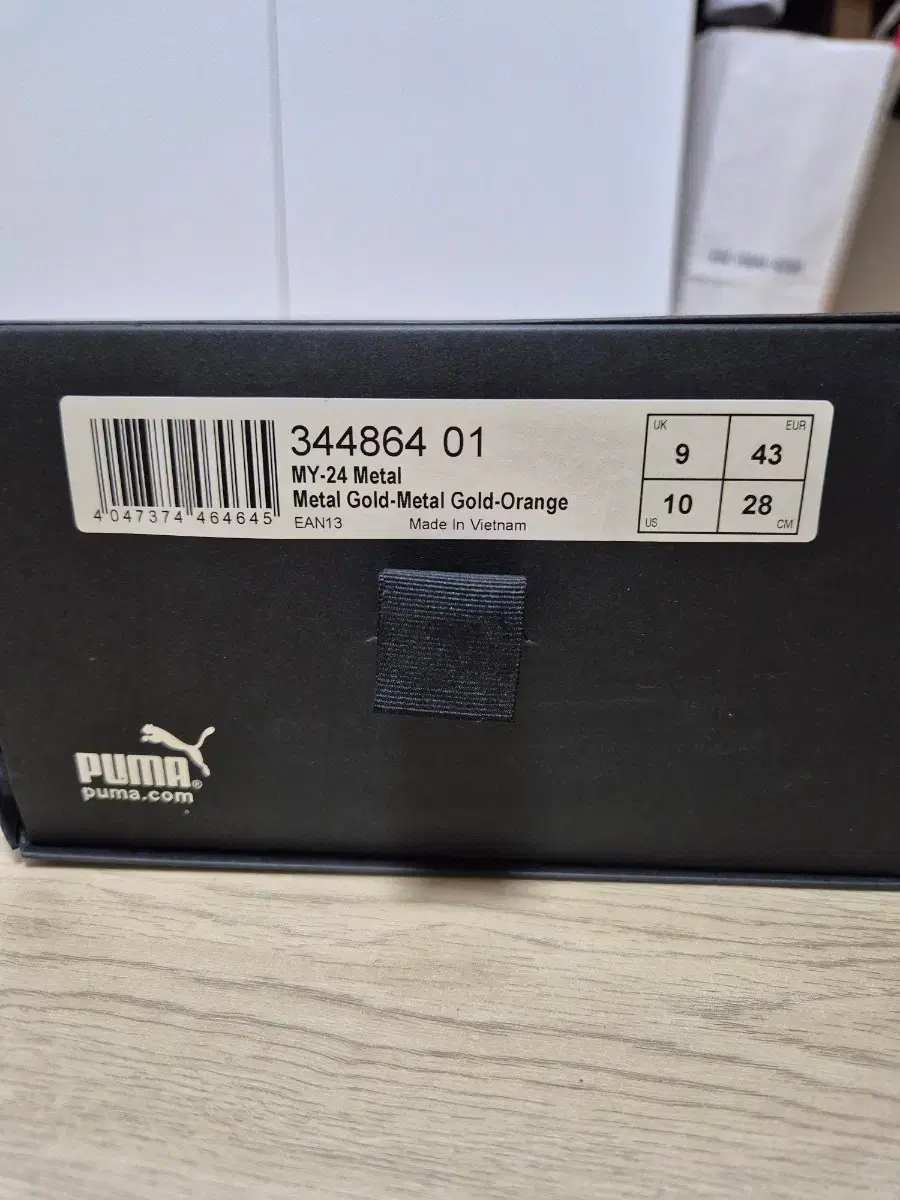 344864 01
MY-24 Metal
Metal Gold-Metal Gold-Orange
4 047374 464645
EAN13 Made In Vietnam
UK 9 43 EUR
US 10 28 CM
PUMA®
puma.com